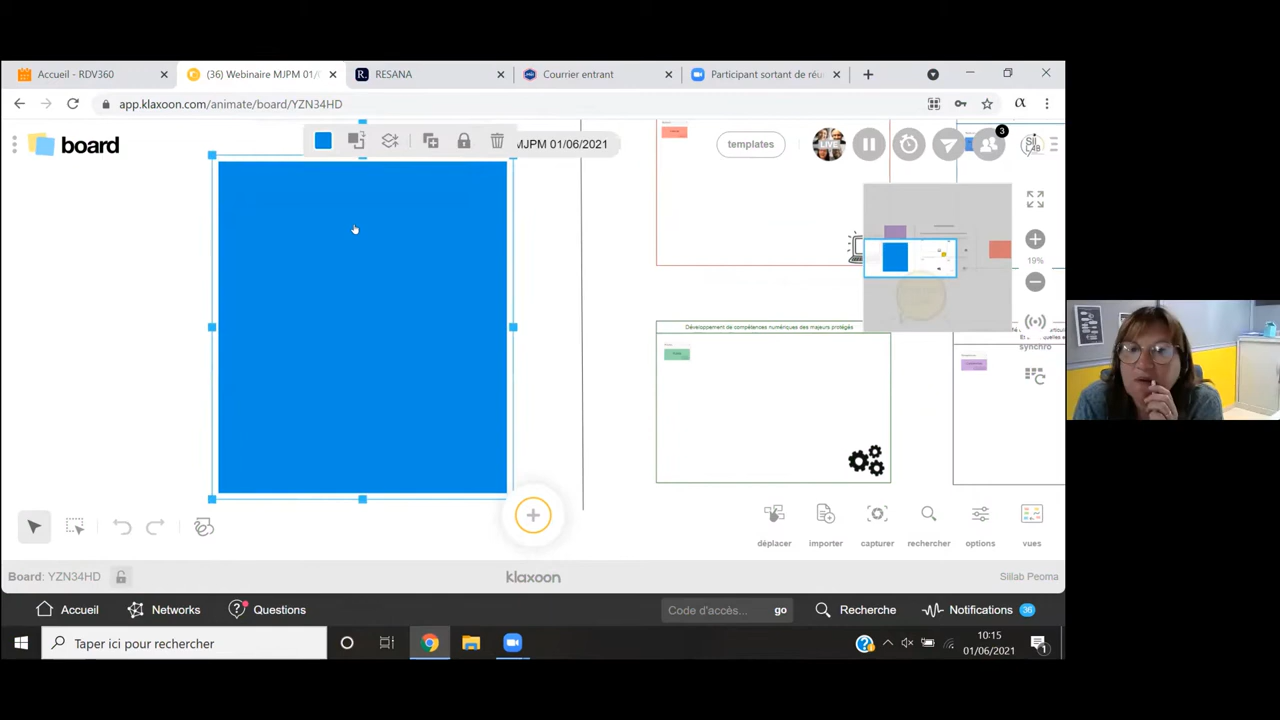 Accueil - RDV360
(36) Webinaire MJPM 01/
RESANA
Courrier entrant
Participant sortant de réu
app.klaxoon.com/animate/board/YZN34HD
board
MJPM 01/06/2021
templates
LIVE
3
19%
synchro
Développement de compétences numériques des majeurs protégés
déplacer
importer
capturer
rechercher
options
vues
Board: YZN34HD
klaxoon
Sillab Peoma
Accueil
Networks
Questions
Code d'accès...
go
Recherche
Notifications
36
Taper ici pour rechercher
10:15
01/06/2021
1